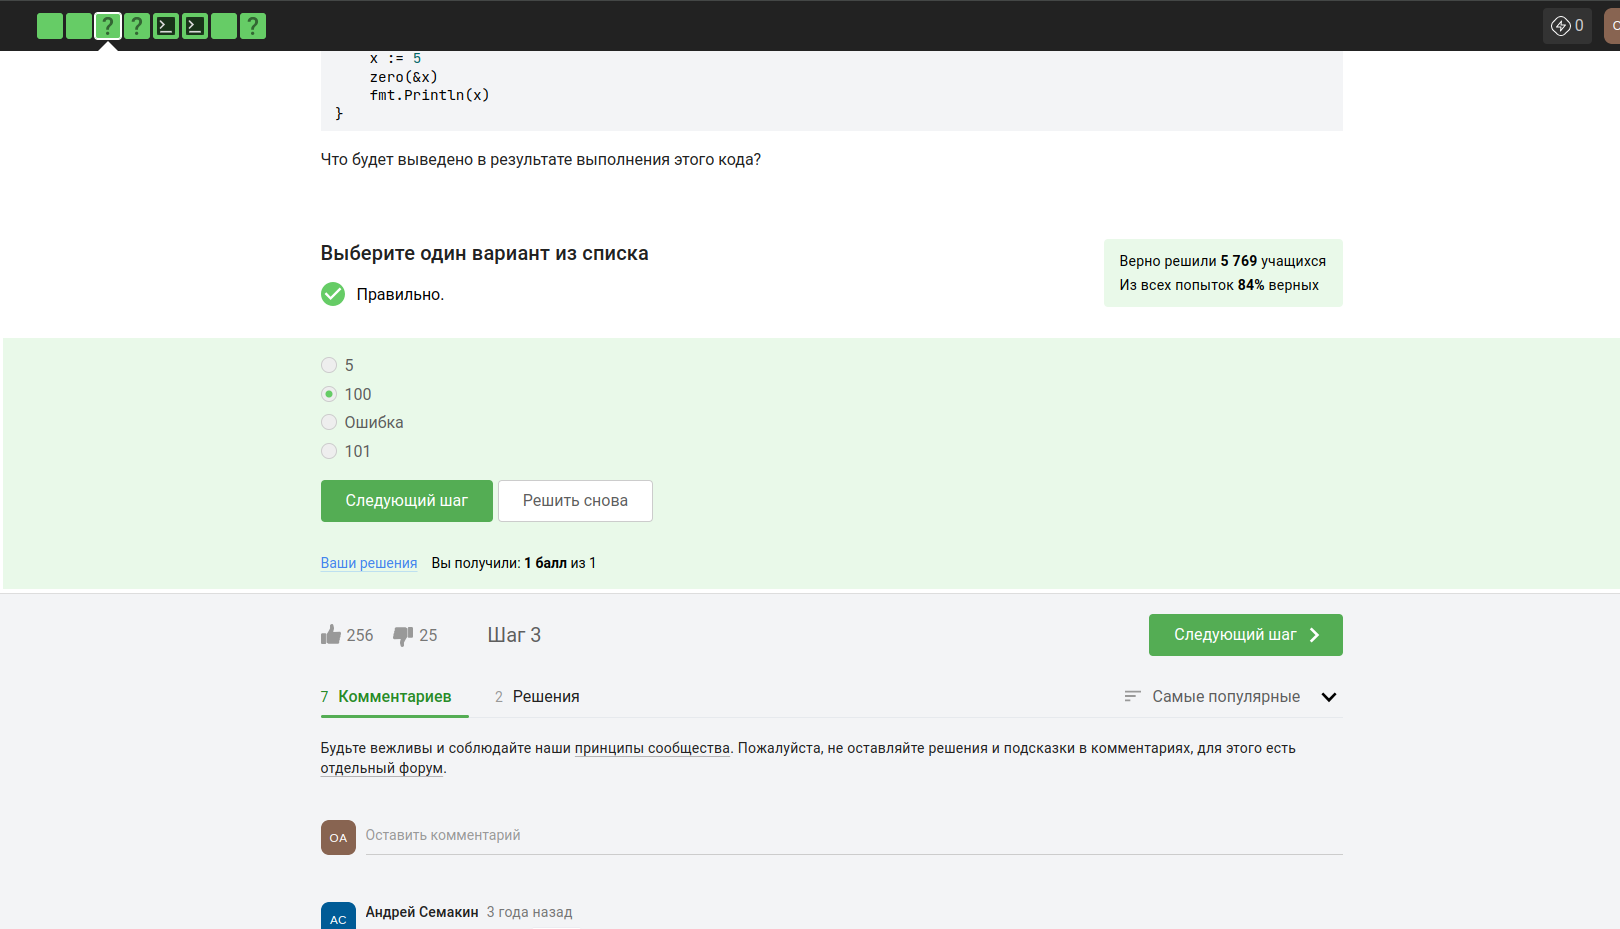 ? ? ?
0
x := 5
zero(&x)
fmt.Println(x)
}
Что будет выведено в результате выполнения этого кода?
Выберите один вариант из списка
Верно решили 5 769 учащихся
Из всех попыток 84% верных
Правильно.
5
100
Ошибка
101
Следующий шаг Решить снова
Ваши решения Вы получили: 1 балл из 1
256 25 Шаг 3 Следующий шаг
7 Комментариев 2 Решения Самые популярные
Будьте вежливы и соблюдайте наши принципы сообщества. Пожалуйста, не оставляйте решения и подсказки в комментариях, для этого есть
отдельный форум.
OA Оставить комментарий
АС Андрей Семакин 3 года назад